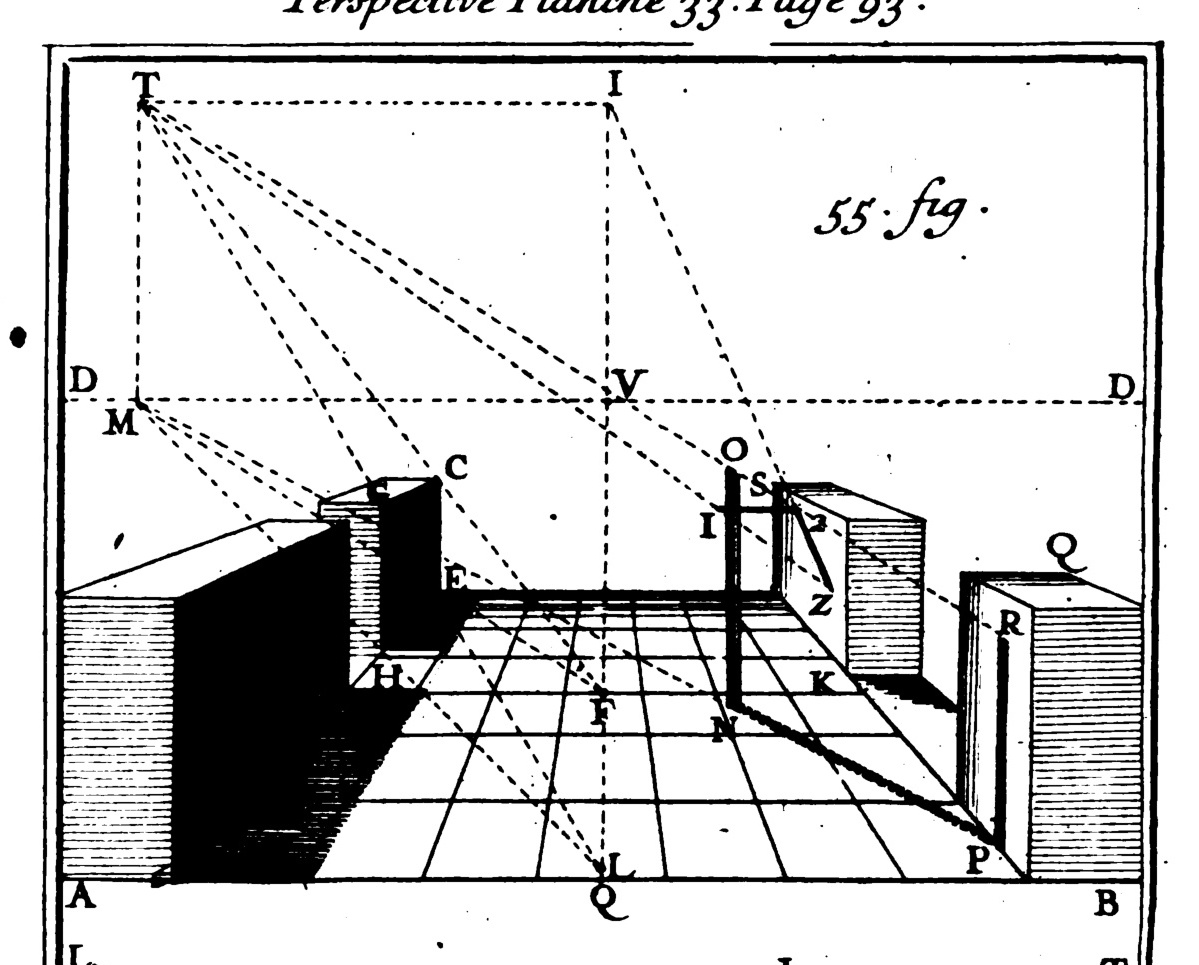 Perspective Planche 33. Page 93.
T I
55. fig.
D V D
M
O
C S
I 2
Q
E Z
R
H K
F
N
P
L
A Q B